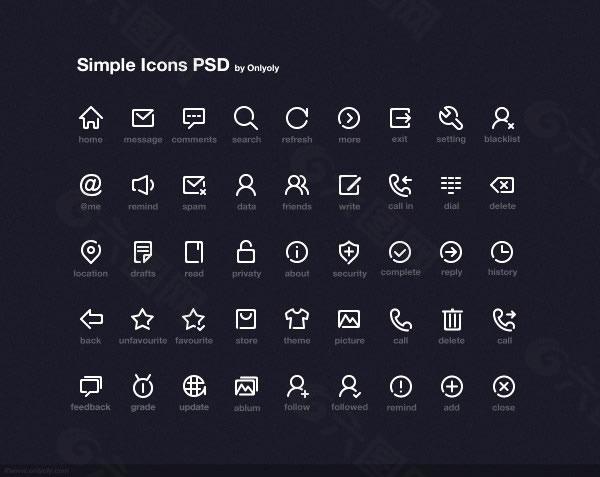 Simple Icons PSD by Onlyoly
home message comments search refresh more exit setting blacklist
@me remind spam data friends write call in dial delete
location drafts read privaty about security complete reply history
back unfavourite favourite store theme picture call delete call
feedback grade update ablum follow followed remind add close